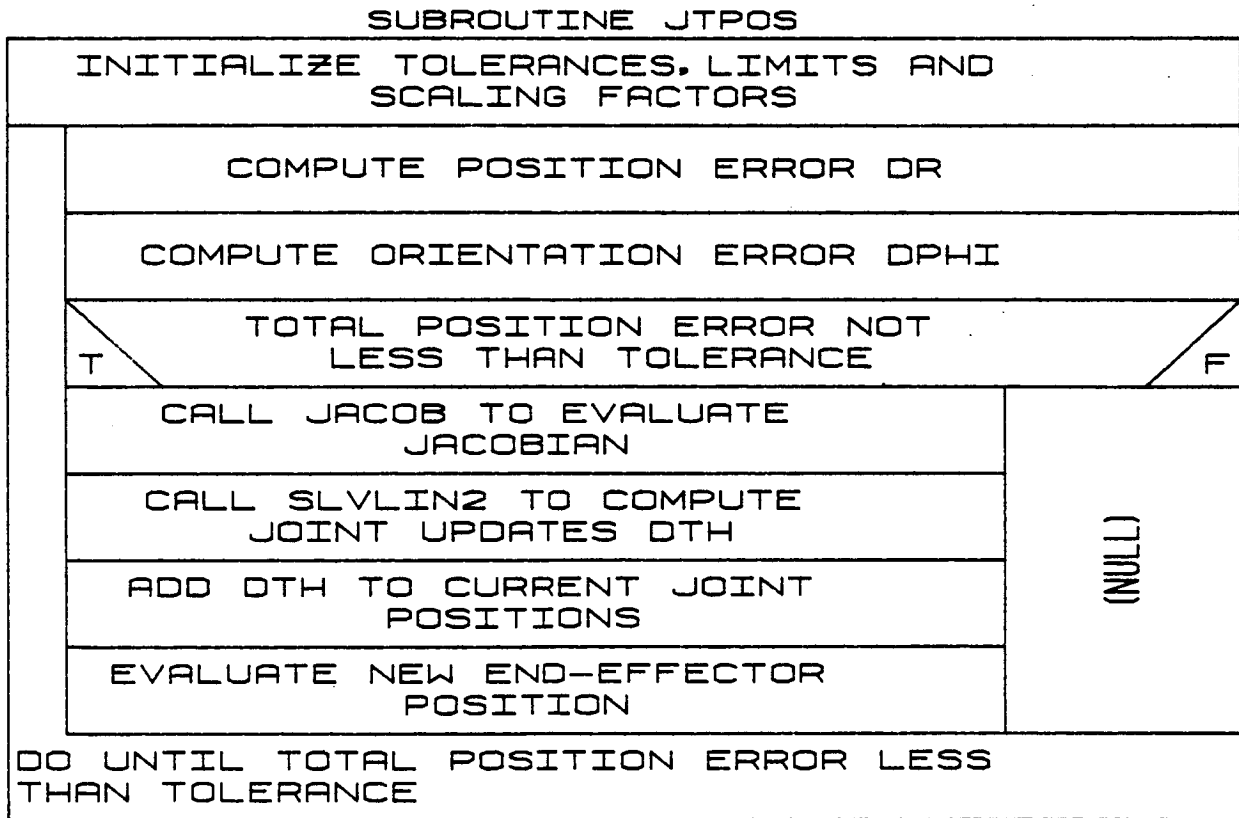 SUBROUTINE JTPOS
INITIALIZE TOLERANCES, LIMITS AND
SCALING FACTORS
COMPUTE POSITION ERROR DR
COMPUTE ORIENTATION ERROR DPHI
TOTAL POSITION ERROR NOT
LESS THAN TOLERANCE
T
F
CALL JACOB TO EVALUATE
JACOBIAN
CALL SLVLIN2 TO COMPUTE
JOINT UPDATES DTH
(NULL)
ADD DTH TO CURRENT JOINT
POSITIONS
EVALUATE NEW END-EFFECTOR
POSITION
DO UNTIL TOTAL POSITION ERROR LESS
THAN TOLERANCE